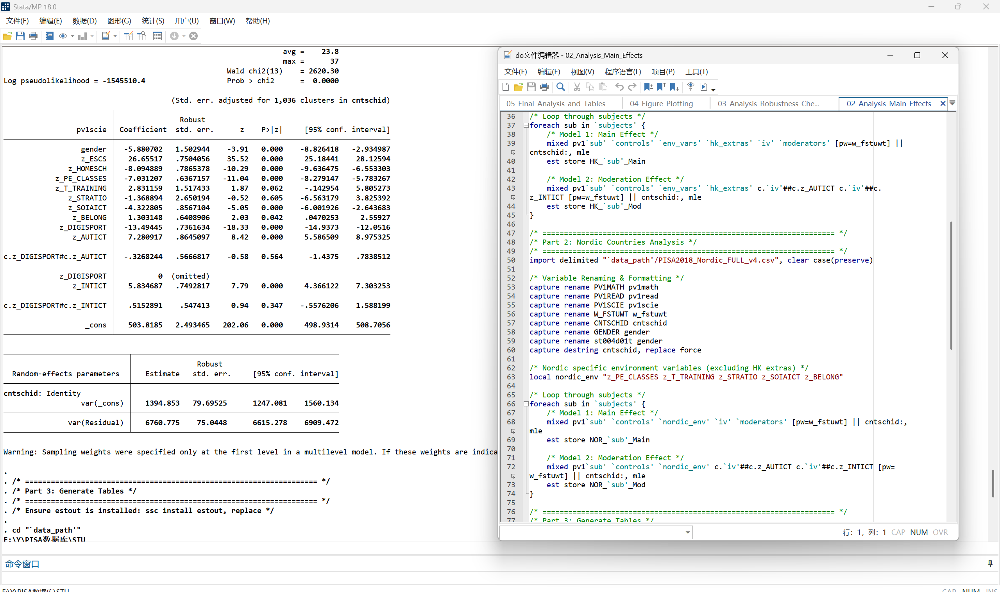 Stata/MP 18.0
文件(F) 编辑(E) 数据(D) 图形(G) 统计(S) 用户(U) 窗口(W) 帮助(H)
avg = 23.8
max = 37
Wald chi2(13) = 2620.30
Log pseudolikelihood = -1545510.4 Prob > chi2 = 0.0000
(Std. err. adjusted for 1,036 clusters in cntschid)
Robust
pv1scie Coefficient std. err. z P>|z| [95% conf. interval]
gender -5.880702 1.502944 -3.91 0.000 -8.826418 -2.934987
z_ESCS 26.65517 .7504056 35.52 0.000 25.18441 28.12594
z_HOMESCH -8.094889 .7865378 -10.29 0.000 -9.636475 -6.553303
z_PE_CLASSES -7.031207 .6367157 -11.04 0.000 -8.279147 -5.783267
z_T_TRAINING 2.831159 1.517433 1.87 0.062 -.142954 5.805273
z_STRATIO -1.368894 2.650194 -0.52 0.605 -6.563179 3.825392
z_SOIAICT -4.322805 .8567104 -5.05 0.000 -6.001926 -2.643683
z_BELONG 1.303148 .6408906 2.03 0.042 .0470253 2.55927
z_DIGISPORT -13.49445 .7361634 -18.33 0.000 -14.9373 -12.0516
z_AUTICT 7.280917 .8645097 8.42 0.000 5.586509 8.975325
c.z_DIGISPORT#c.z_AUTICT -.3268244 .5666817 -0.58 0.564 -1.4375 .7838512
z_DIGISPORT 0 (omitted)
z_INTICT 5.834687 .7492817 7.79 0.000 4.366122 7.303253
c.z_DIGISPORT#c.z_INTICT .5152891 .547413 0.94 0.347 -.5576206 1.588199
_cons 503.8185 2.493465 202.06 0.000 498.9314 508.7056
Robust
Random-effects parameters Estimate std. err. [95% conf. interval]
cntschid: Identity
var(_cons) 1394.853 79.69525 1247.081 1560.134
var(Residual) 6760.775 75.0448 6615.278 6909.472
Warning: Sampling weights were specified only at the first level in a multilevel model. If these weights are indica
.
. /* ==================================================================== */
. /* Part 3: Generate Tables */
. /* ==================================================================== */
. /* Ensure estout is installed: ssc install estout, replace */
.
. cd "`data_path'"
F:\Y\PISA数据库\STU
命令窗口
do文件编辑器 - 02_Analysis_Main_Effects
文件(F) 编辑(E) 视图(V) 程序语言(L) 项目(P) 工具(T)
05_Final_Analysis_and_Tables 04_Figure_Plotting 03_Analysis_Robustness_Che... 02_Analysis_Main_Effects
36 /* Loop through subjects */
37 foreach sub in `subjects' {
38 /* Model 1: Main Effect */
39 mixed pv1`sub' `controls' `env_vars' `hk_extras' `iv' `moderators' [pw=w_fstuwt] ||
cntschid:, mle
40 est store HK_`sub'_Main
41
42 /* Model 2: Moderation Effect */
43 mixed pv1`sub' `controls' `env_vars' `hk_extras' c.`iv'##c.z_AUTICT c.`iv'##c.
z_INTICT [pw=w_fstuwt] || cntschid:, mle
44 est store HK_`sub'_Mod
45 }
46
47 /* ==================================================================== */
48 /* Part 2: Nordic Countries Analysis */
49 /* ==================================================================== */
50 import delimited "`data_path'/PISA2018_Nordic_FULL_v4.csv", clear case(preserve)
51
52 /* Variable Renaming & Formatting */
53 capture rename PV1MATH pv1math
54 capture rename PV1READ pv1read
55 capture rename PV1SCIE pv1scie
56 capture rename W_FSTUWT w_fstuwt
57 capture rename CNTSCHID cntschid
58 capture rename GENDER gender
59 capture rename st004d01t gender
60 capture destring cntschid, replace force
61
62 /* Nordic specific environment variables (excluding HK extras) */
63 local nordic_env "z_PE_CLASSES z_T_TRAINING z_STRATIO z_SOIAICT z_BELONG"
64
65 /* Loop through subjects */
66 foreach sub in `subjects' {
67 /* Model 1: Main Effect */
68 mixed pv1`sub' `controls' `nordic_env' `iv' `moderators' [pw=w_fstuwt] || cntschid:,
mle
69 est store NOR_`sub'_Main
70
71 /* Model 2: Moderation Effect */
72 mixed pv1`sub' `controls' `nordic_env' c.`iv'##c.z_AUTICT c.`iv'##c.z_INTICT [pw=
w_fstuwt] || cntschid:, mle
73 est store NOR_`sub'_Mod
74 }
75
76 /* ==================================================================== */
77 /* Part 3: Generate Tables */
行: 1, 列: 1 CAP NUM OVR
F:\Y\PISA数据库\STU CAP NUM INS